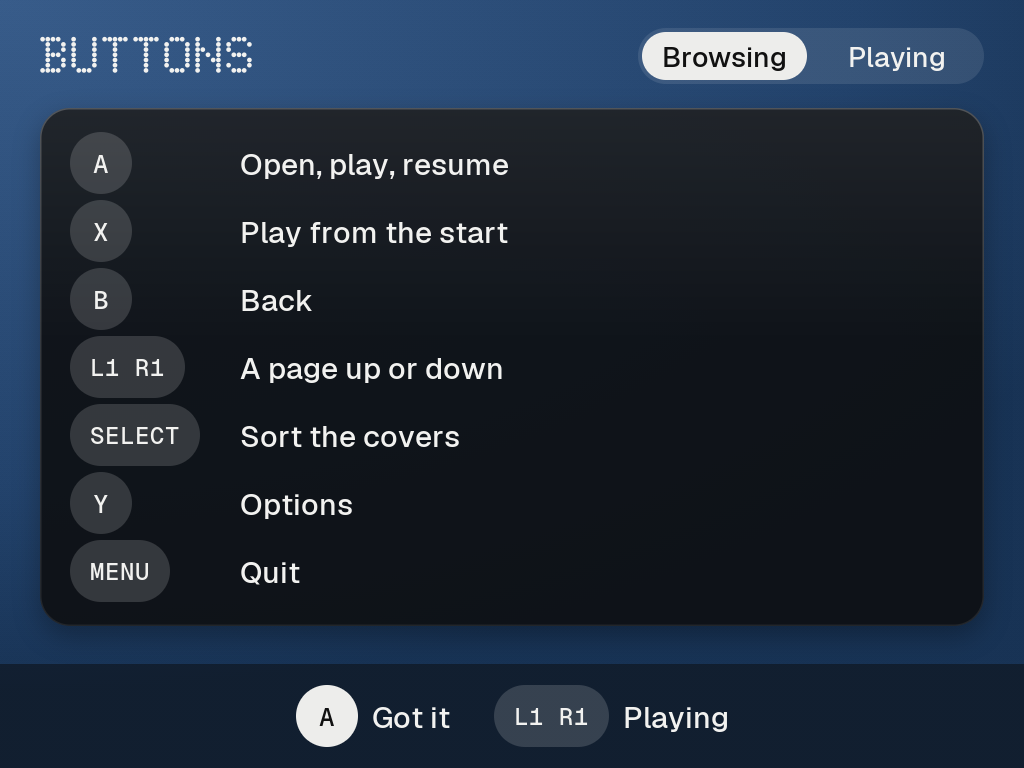 BUTTONS
Browsing Playing
A Open, play, resume
X Play from the start
B Back
L1 R1 A page up or down
SELECT Sort the covers
Y Options
MENU Quit
A Got it L1 R1 Playing